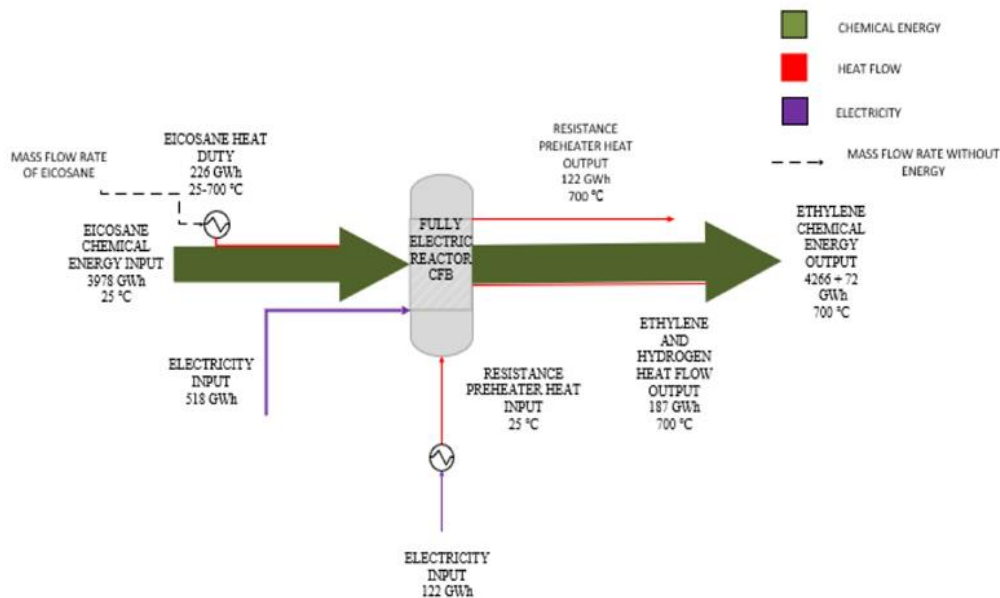 CHEMICAL ENERGY
HEAT FLOW
ELECTRICITY
MASS FLOW RATE WITHOUT
ENERGY
MASS FLOW RATE
OF EICOSANE
EICOSANE HEAT
DUTY
226 GWh
25-700 °C
RESISTANCE
PREHEATER HEAT
OUTPUT
122 GWh
700 °C
EICOSANE
CHEMICAL
ENERGY INPUT
3978 GWh
25 °C
FULLY
ELECTRIC
REACTOR
CFB
ETHYLENE
CHEMICAL
ENERGY
OUTPUT
4266 + 72
GWh
700 °C
ELECTRICITY
INPUT
518 GWh
RESISTANCE
PREHEATER HEAT
INPUT
25 °C
ETHYLENE
AND
HYDROGEN
HEAT FLOW
OUTPUT
187 GWh
700 °C
ELECTRICITY
INPUT
122 GWh